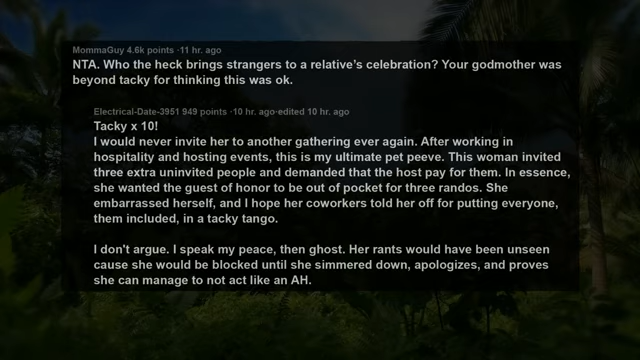 MommaGuy 4.6k points ·11 hr. ago
NTA. Who the heck brings strangers to a relative's celebration? Your godmother was
beyond tacky for thinking this was ok.
Electrical-Date-3951 949 points ·10 hr. ago·edited 10 hr. ago
Tacky x 10!
I would never invite her to another gathering ever again. After working in
hospitality and hosting events, this is my ultimate pet peeve. This woman invited
three extra uninvited people and demanded that the host pay for them. In essence,
she wanted the guest of honor to be out of pocket for three randos. She
embarrassed herself, and I hope her coworkers told her off for putting everyone,
them included, in a tacky tango.
I don't argue. I speak my peace, then ghost. Her rants would have been unseen
cause she would be blocked until she simmered down, apologizes, and proves
she can manage to not act like an AH.